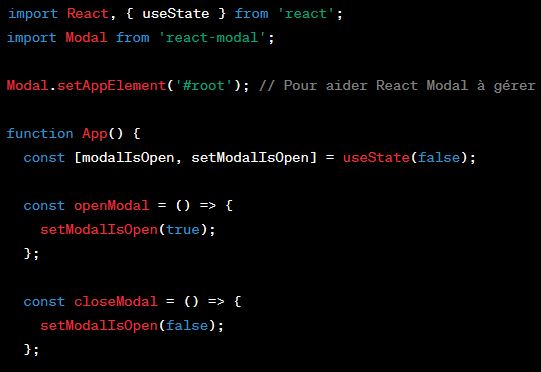 import React, { useState } from 'react';
import Modal from 'react-modal';
Modal.setAppElement('#root'); // Pour aider React Modal à gérer
function App() {
const [modalIsOpen, setModalIsOpen] = useState(false);
const openModal = () => {
setModalIsOpen(true);
};
const closeModal = () => {
setModalIsOpen(false);
};